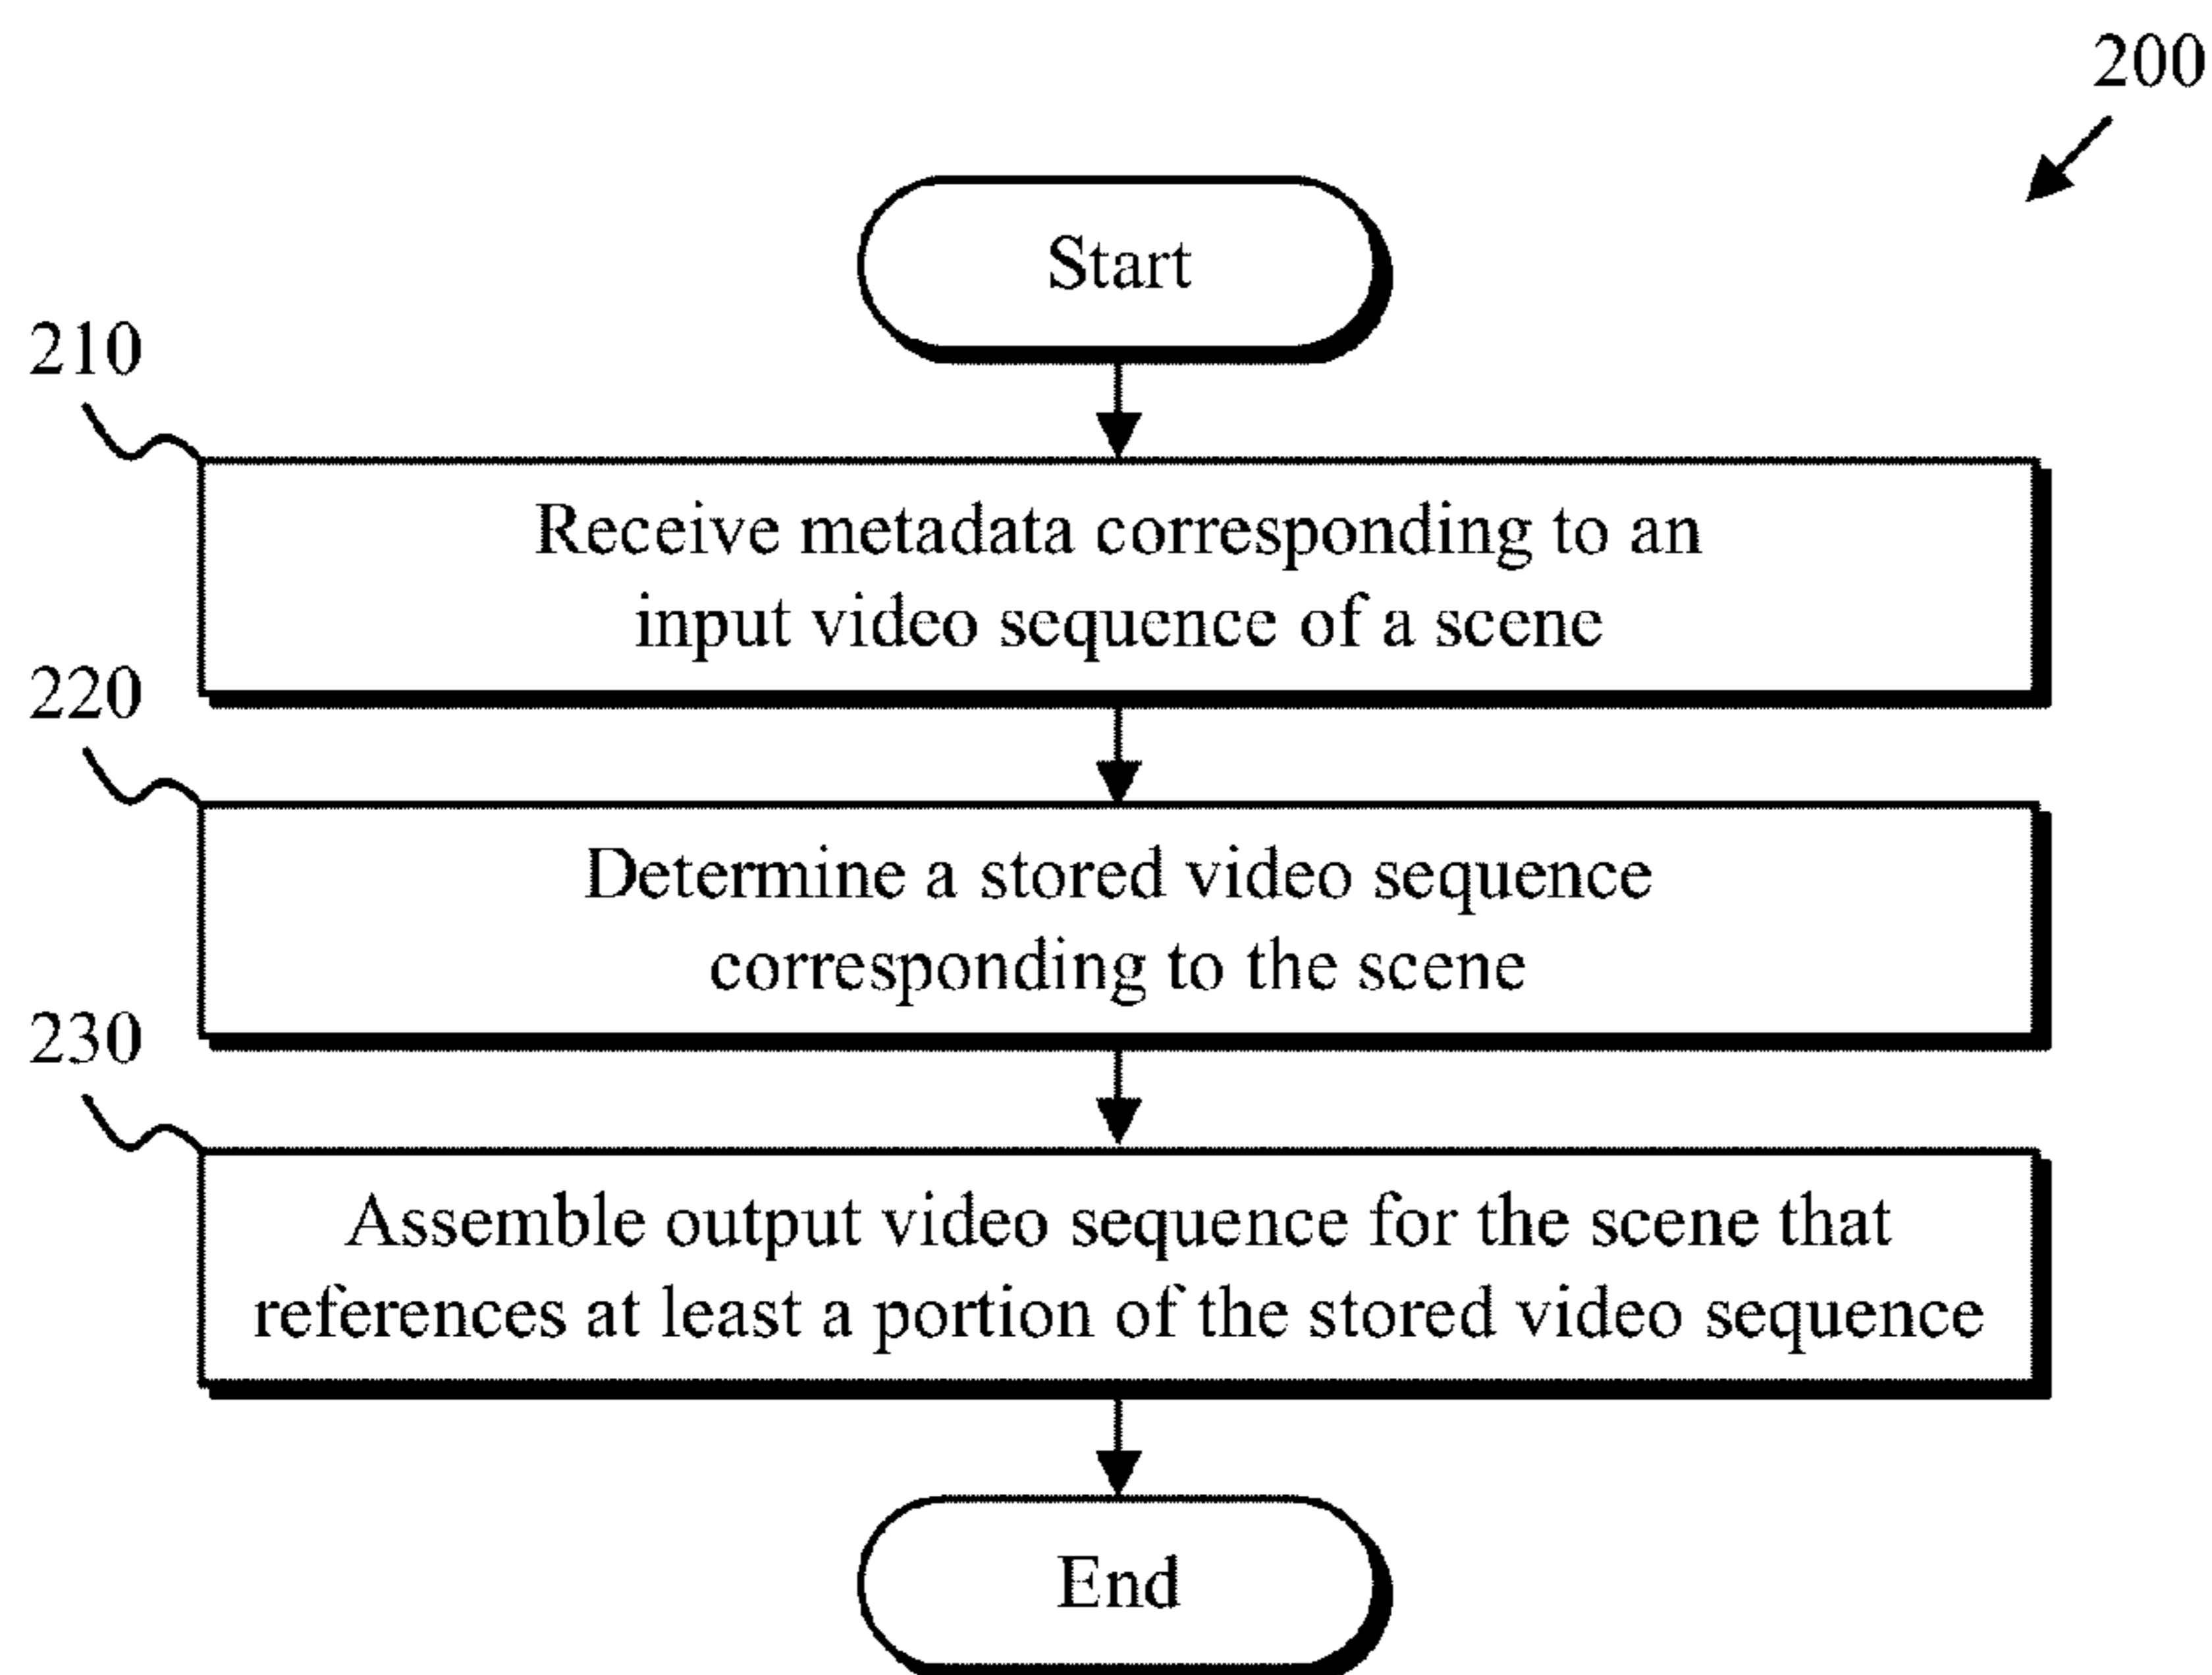 200
Start
210
Receive metadata corresponding to an
input video sequence of a scene
220
Determine a stored video sequence
corresponding to the scene
230
Assemble output video sequence for the scene that
references at least a portion of the stored video sequence
End